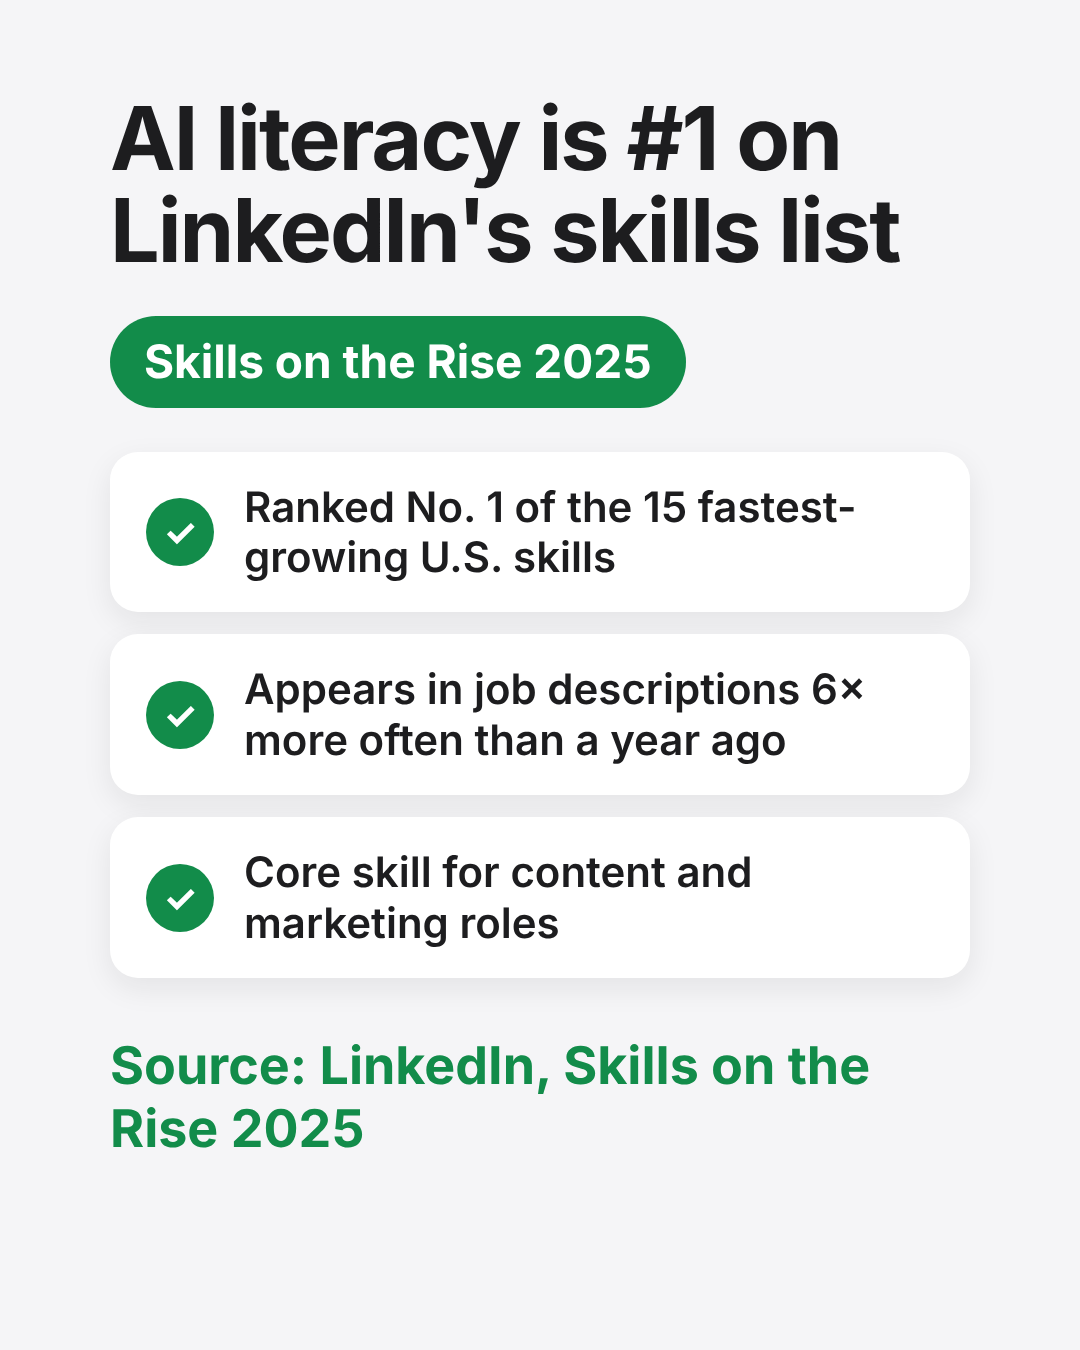 AI literacy is #1 on
LinkedIn's skills list
Skills on the Rise 2025
Ranked No. 1 of the 15 fastest-
growing U.S. skills
Appears in job descriptions 6×
more often than a year ago
Core skill for content and
marketing roles
Source: LinkedIn, Skills on the
Rise 2025